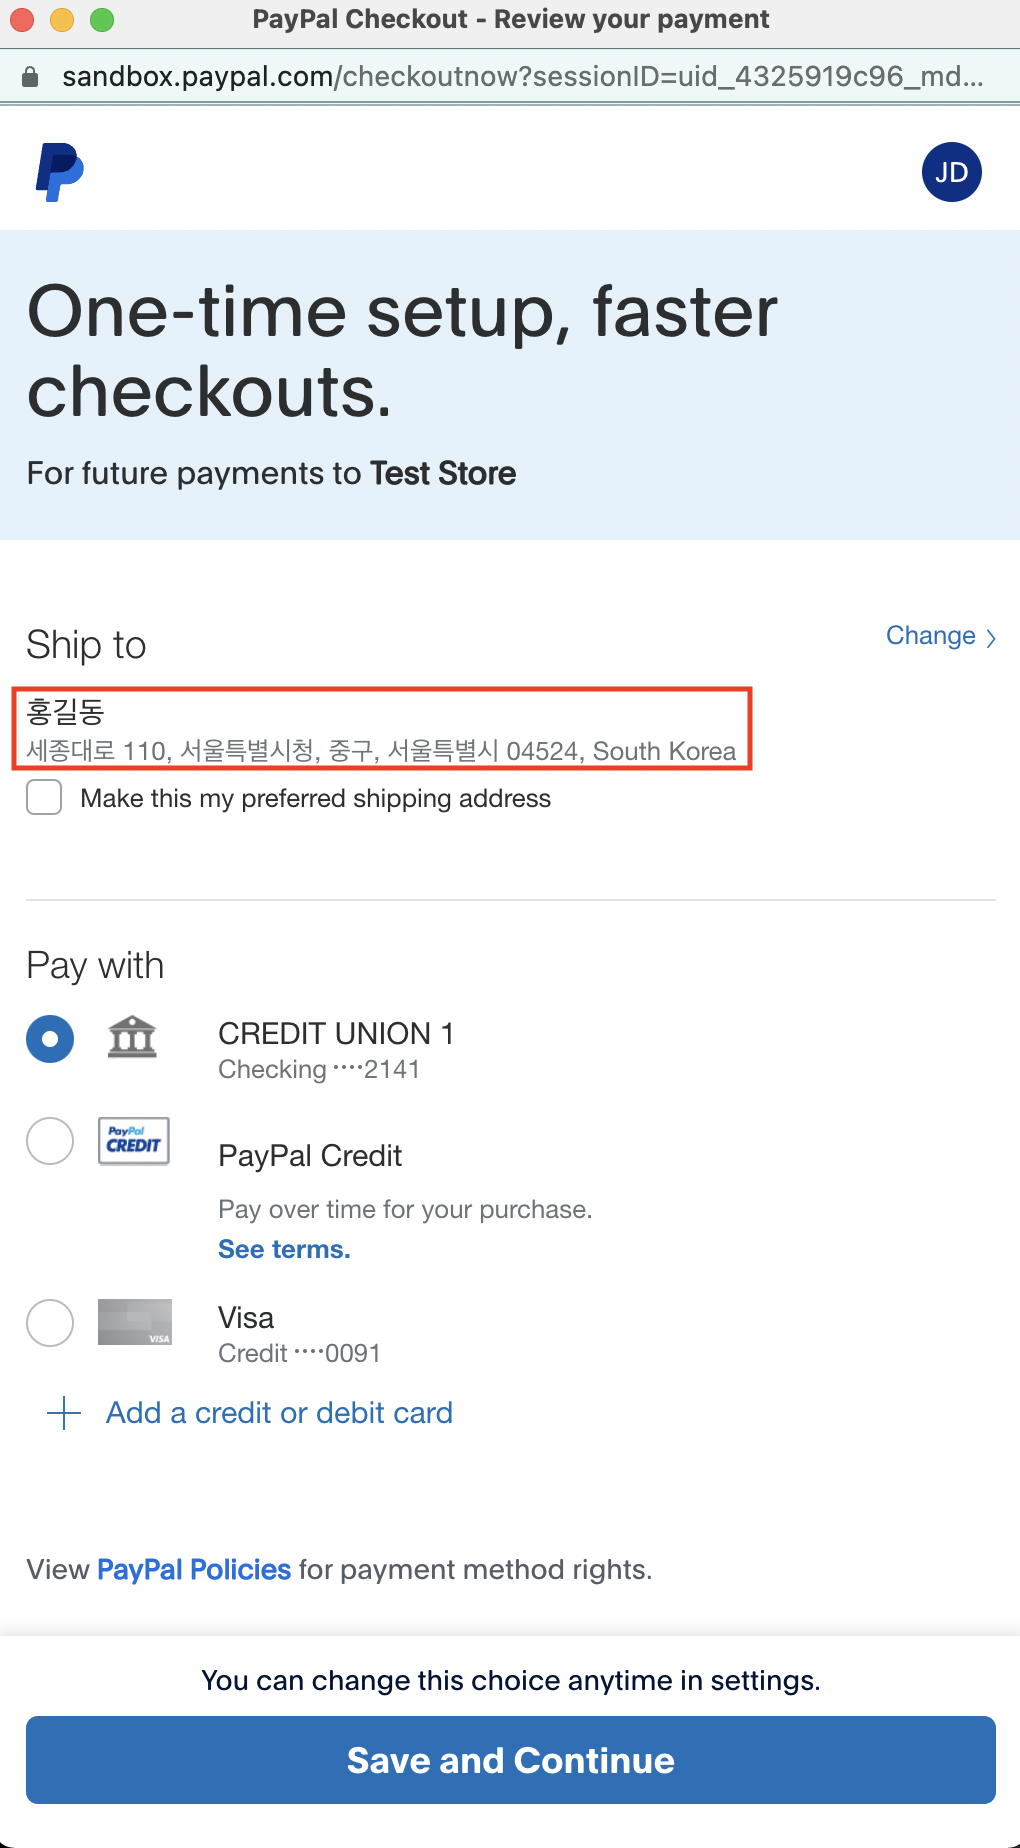 PayPal Checkout - Review your payment
sandbox.paypal.com/checkoutnow?sessionID=uid_4325919c96_md...
JD
One-time setup, faster
checkouts.
For future payments to Test Store
Ship to
Change
홍길동
세종대로 110, 서울특별시청, 중구, 서울특별시 04524, South Korea
Make this my preferred shipping address
Pay with
CREDIT UNION 1
Checking ····2141
PayPal
CREDIT
PayPal Credit
Pay over time for your purchase.
See terms.
VISA
Visa
Credit ····0091
Add a credit or debit card
View PayPal Policies for payment method rights.
You can change this choice anytime in settings.
Save and Continue